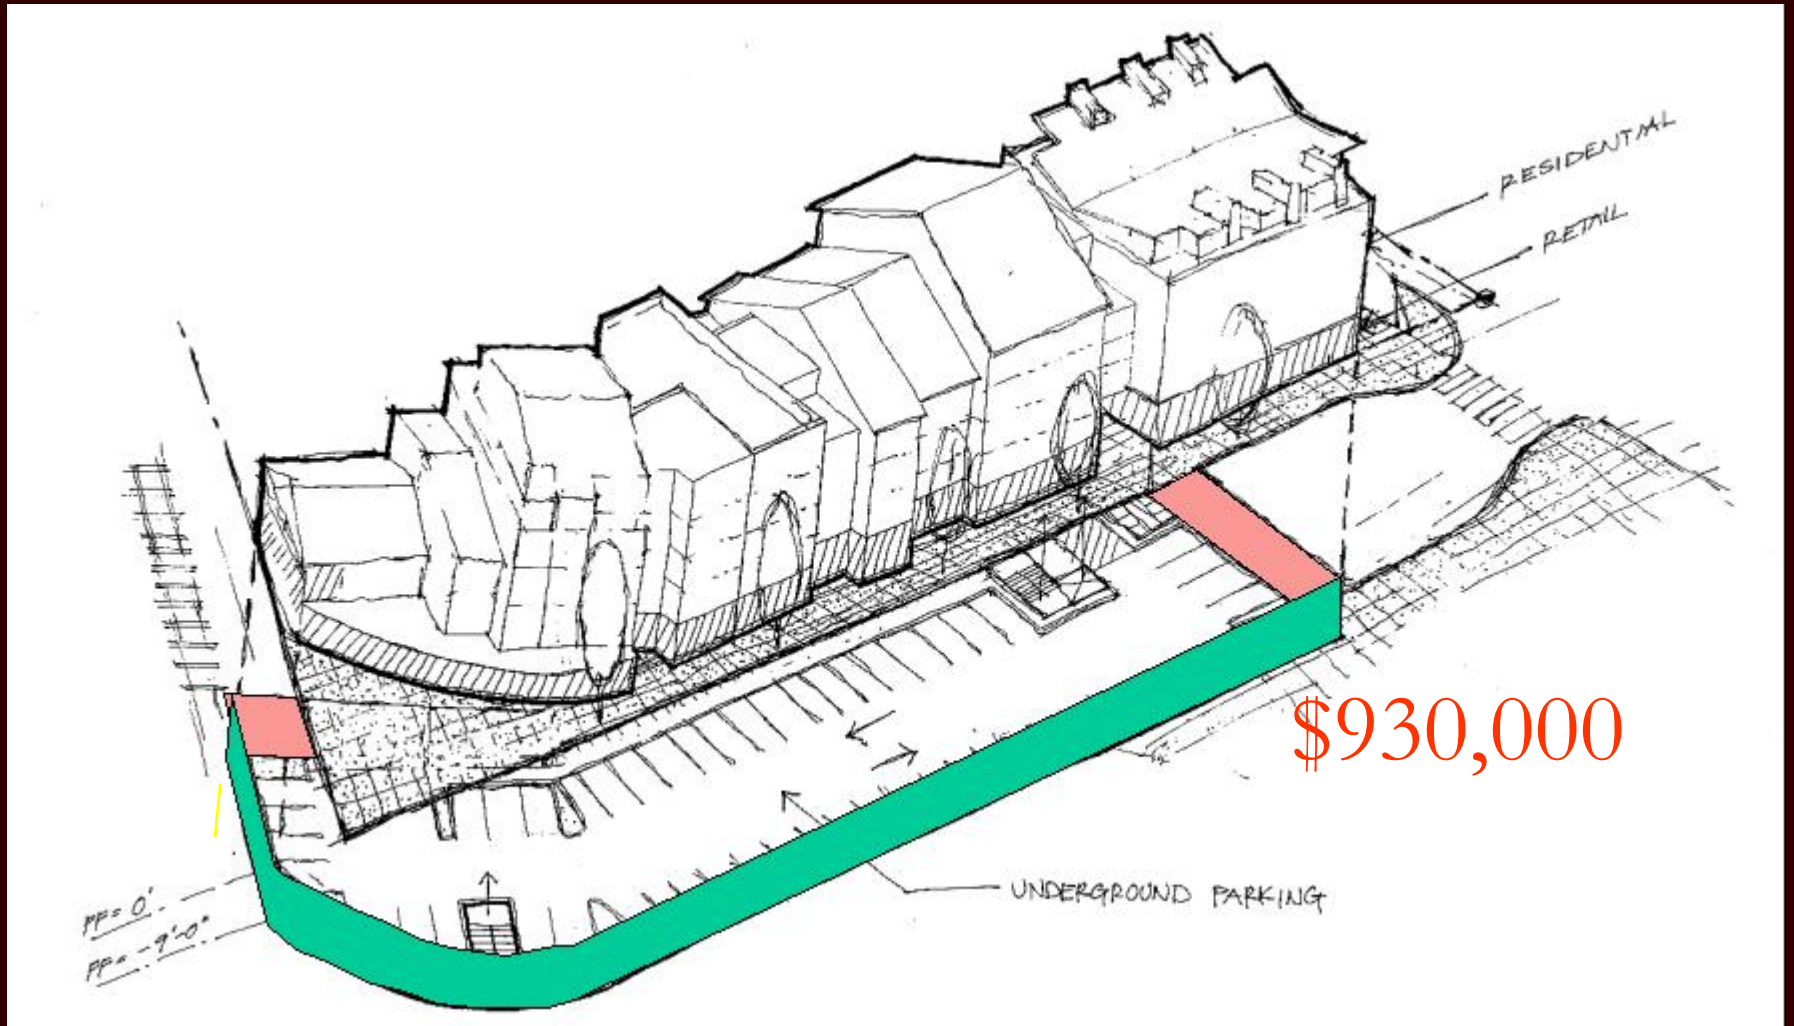 RESIDENTIAL
RETAIL
$930,000
UNDERGROUND PARKING
FF= 0'
FF= -9'-0"